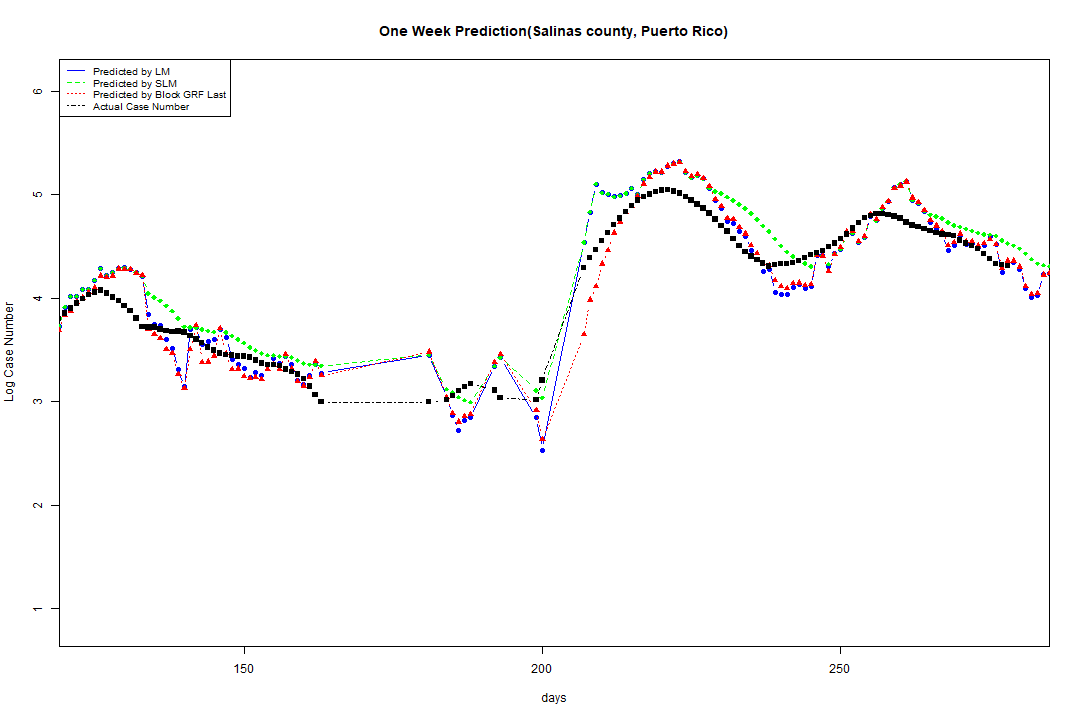 One Week Prediction(Salinas county, Puerto Rico)
Predicted by LM
Predicted by SLM
Predicted by Block GRF Last
Actual Case Number
6
5
4
3
2
1
Log Case Number
150
200
250
days